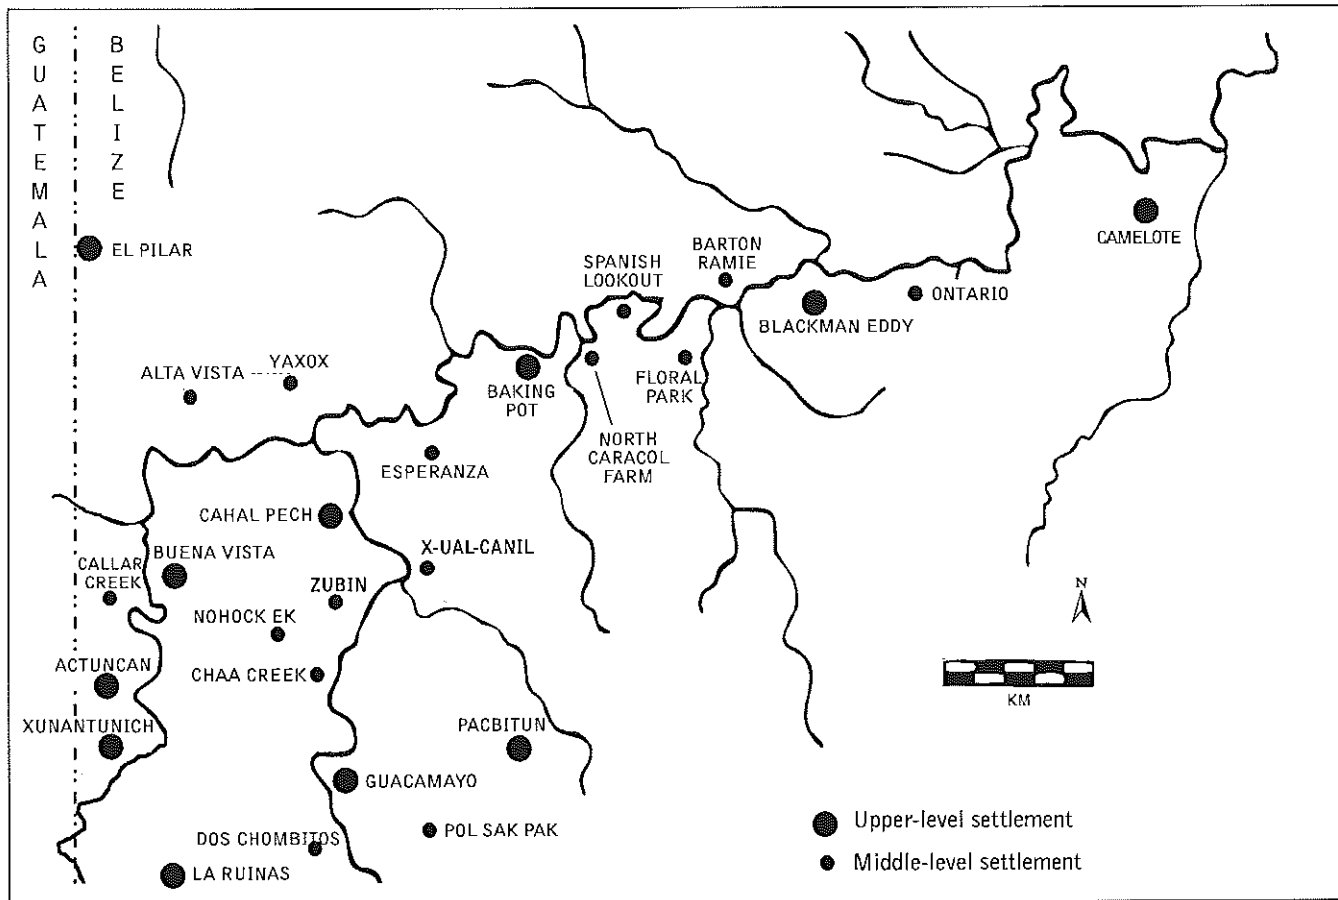 GUATEMALA
BELIZE
EL PILAR
ALTA VISTA
YAXOX
SPANISH
LOOKOUT
BARTON
RAMIE
CAMELOTE
ONTARIO
BLACKMAN EDDY
BAKING
POT
FLORAL
PARK
NORTH
CARACOL
FARM
ESPERANZA
CAHAL PECH
BUENA VISTA
CALLAR
CREEK
X-UAL-CANIL
ZUBIN
NOHOCK EK
CHAA CREEK
ACTUNCAN
XUNANTUNICH
PACBITUN
GUACAMAYO
POL SAK PAK
DOS CHOMBITOS
LA RUINAS
N
KM
Upper-level settlement
Middle-level settlement